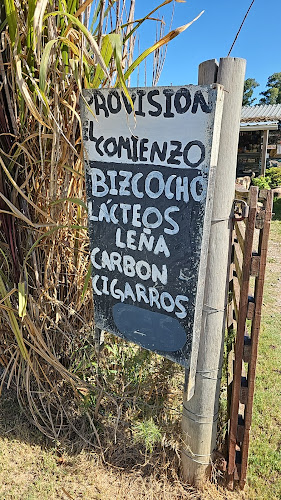 PROVISION
EL
COMIENZO
BIZCOCHO
LÁCTEOS
LEÑA
CARBON
CIGARROS